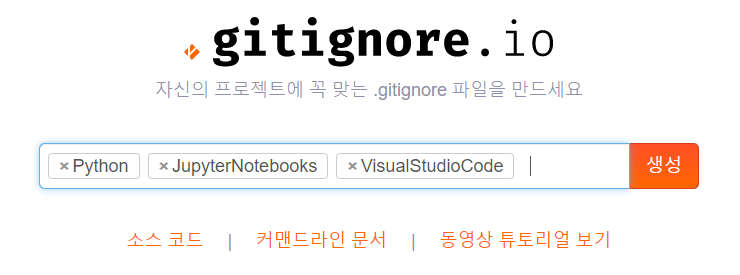 gitignore.io
자신의 프로젝트에 꼭 맞는 .gitignore 파일을 만드세요
× Python × JupyterNotebooks × VisualStudioCode 생성
소스 코드 | 커맨드라인 문서 | 동영상 튜토리얼 보기